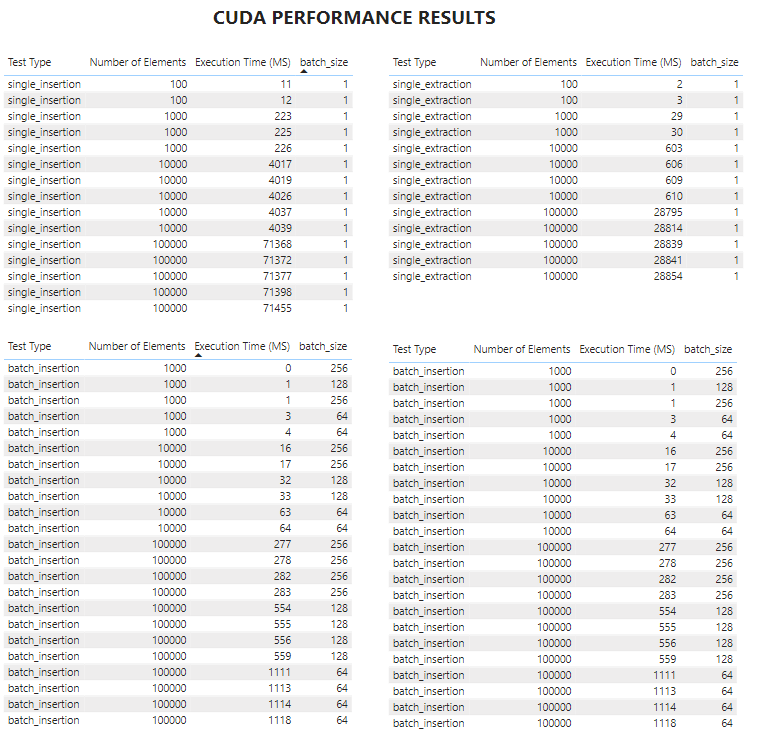 CUDA PERFORMANCE RESULTS
Test Type Number of Elements Execution Time (MS) batch_size
single_insertion 100 11 1
single_insertion 100 12 1
single_insertion 1000 223 1
single_insertion 1000 225 1
single_insertion 1000 226 1
single_insertion 10000 4017 1
single_insertion 10000 4019 1
single_insertion 10000 4026 1
single_insertion 10000 4037 1
single_insertion 10000 4039 1
single_insertion 100000 71368 1
single_insertion 100000 71372 1
single_insertion 100000 71377 1
single_insertion 100000 71398 1
single_insertion 100000 71455 1
Test Type Number of Elements Execution Time (MS) batch_size
single_extraction 100 2 1
single_extraction 100 3 1
single_extraction 1000 29 1
single_extraction 1000 30 1
single_extraction 10000 603 1
single_extraction 10000 606 1
single_extraction 10000 609 1
single_extraction 10000 610 1
single_extraction 100000 28795 1
single_extraction 100000 28814 1
single_extraction 100000 28839 1
single_extraction 100000 28841 1
single_extraction 100000 28854 1
Test Type Number of Elements Execution Time (MS) batch_size
batch_insertion 1000 0 256
batch_insertion 1000 1 128
batch_insertion 1000 1 256
batch_insertion 1000 3 64
batch_insertion 1000 4 64
batch_insertion 10000 16 256
batch_insertion 10000 17 256
batch_insertion 10000 32 128
batch_insertion 10000 33 128
batch_insertion 10000 63 64
batch_insertion 10000 64 64
batch_insertion 100000 277 256
batch_insertion 100000 278 256
batch_insertion 100000 282 256
batch_insertion 100000 283 256
batch_insertion 100000 554 128
batch_insertion 100000 555 128
batch_insertion 100000 556 128
batch_insertion 100000 559 128
batch_insertion 100000 1111 64
batch_insertion 100000 1113 64
batch_insertion 100000 1114 64
batch_insertion 100000 1118 64
Test Type Number of Elements Execution Time (MS) batch_size
batch_insertion 1000 0 256
batch_insertion 1000 1 128
batch_insertion 1000 1 256
batch_insertion 1000 3 64
batch_insertion 1000 4 64
batch_insertion 10000 16 256
batch_insertion 10000 17 256
batch_insertion 10000 32 128
batch_insertion 10000 33 128
batch_insertion 10000 63 64
batch_insertion 10000 64 64
batch_insertion 100000 277 256
batch_insertion 100000 278 256
batch_insertion 100000 282 256
batch_insertion 100000 283 256
batch_insertion 100000 554 128
batch_insertion 100000 555 128
batch_insertion 100000 556 128
batch_insertion 100000 559 128
batch_insertion 100000 1111 64
batch_insertion 100000 1113 64
batch_insertion 100000 1114 64
batch_insertion 100000 1118 64